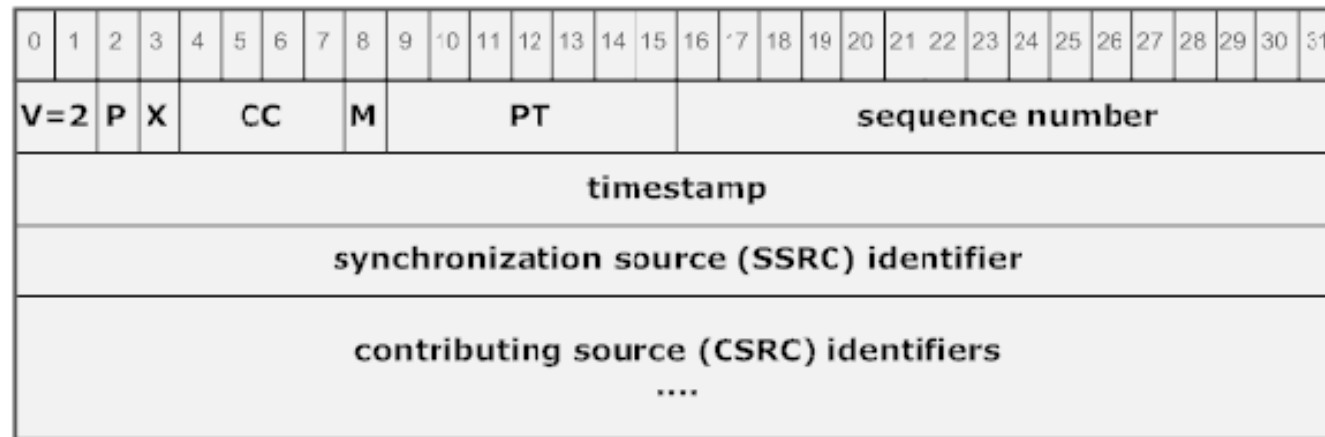 0 1 2 3 4 5 6 7 8 9 10 11 12 13 14 15 16 17 18 19 20 21 22 23 24 25 26 27 28 29 30 31
V=2 P X CC M PT sequence number
timestamp
synchronization source (SSRC) identifier
contributing source (CSRC) identifiers
....